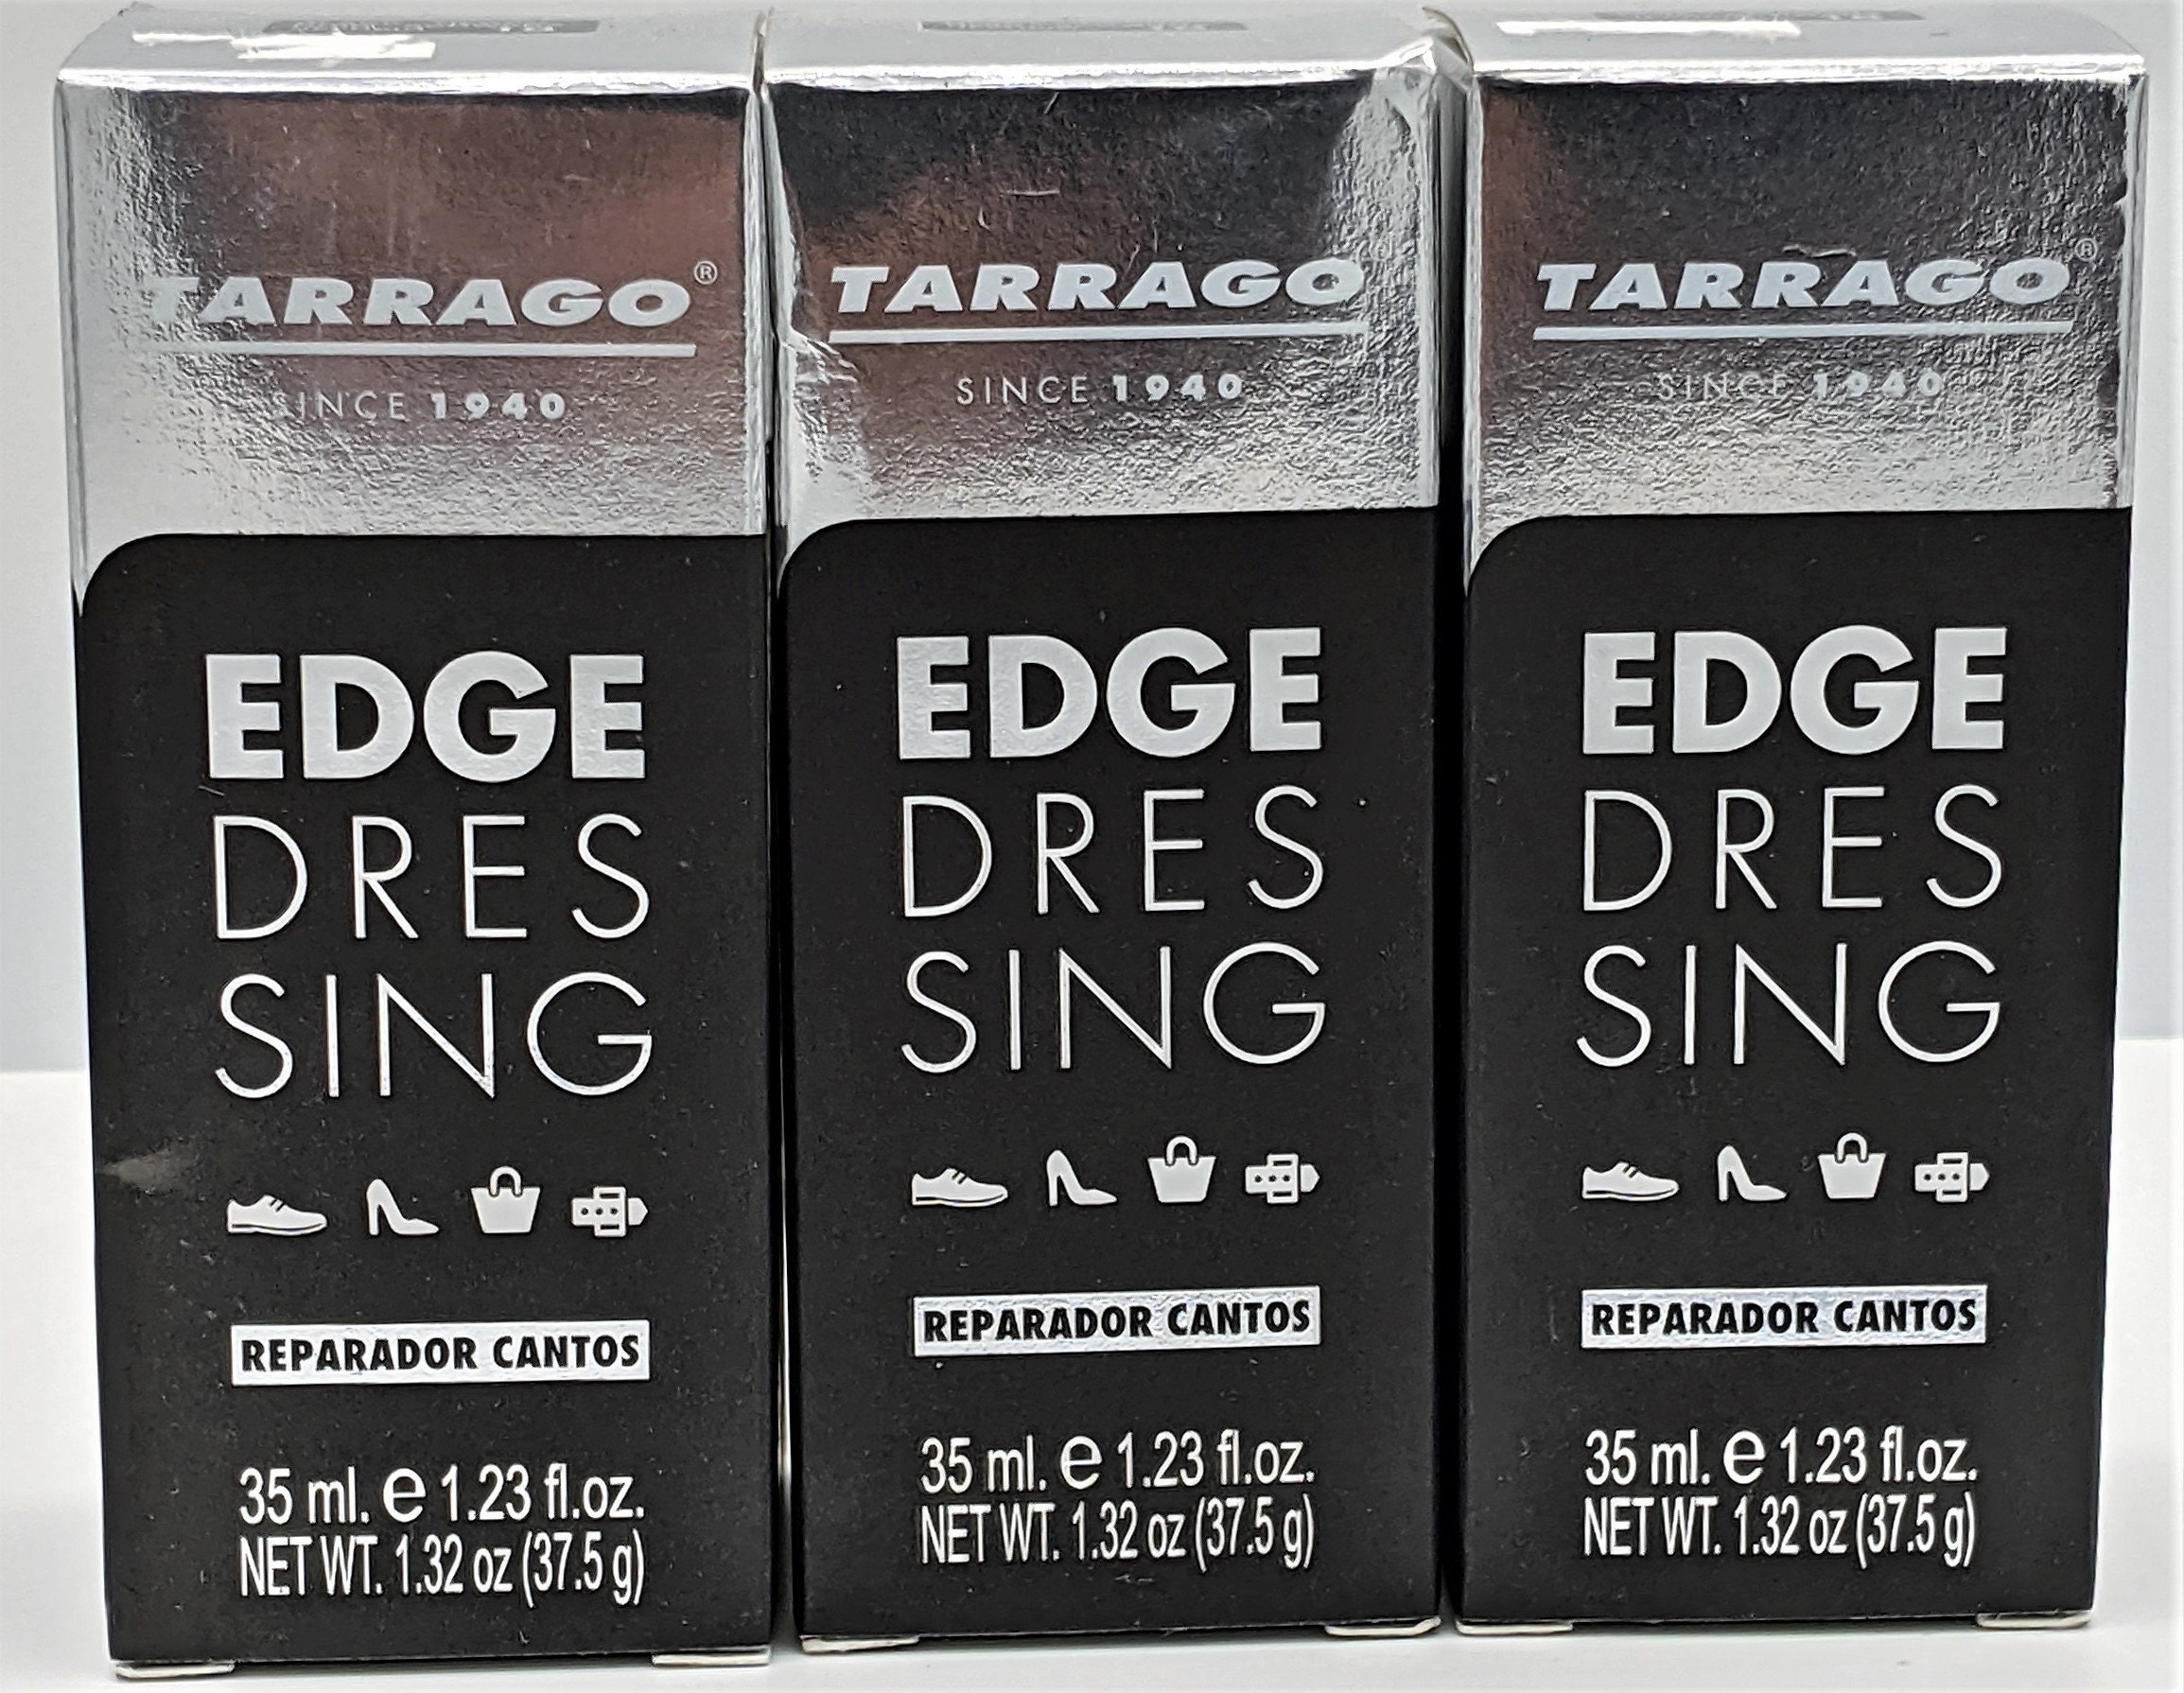 TARRAGO®
SINCE 1940
EDGE
DRES
SING
REPARADOR CANTOS
35 ml. e 1.23 fl.oz.
NET WT. 1.32 oz (37.5 g)
TARRAGO®
SINCE 1940
EDGE
DRES
SING
REPARADOR CANTOS
35 ml. e 1.23 fl.oz.
NET WT. 1.32 oz (37.5 g)
TARRAGO®
SINCE 1940
EDGE
DRES
SING
REPARADOR CANTOS
35 ml. e 1.23 fl.oz.
NET WT. 1.32 oz (37.5 g)